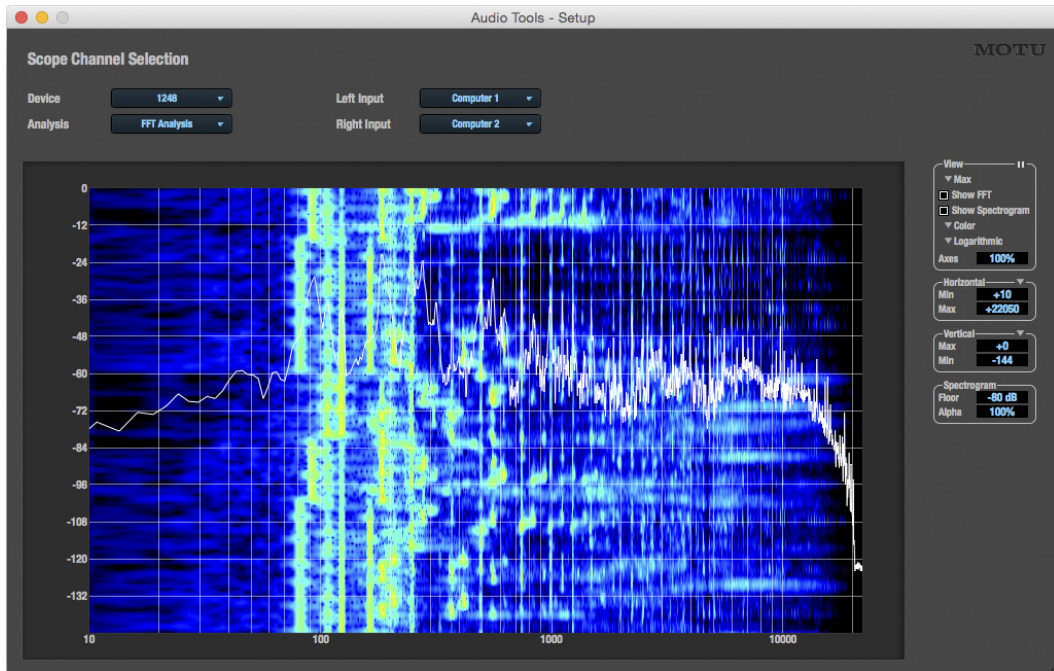 Audio Tools - Setup
MOTU
Scope Channel Selection
Device 1248 Left Input Computer 1
Analysis FFT Analysis Right Input Computer 2
0
-12
-24
-36
-48
-60
-72
-84
-96
-108
-120
-132
10 100 1000 10000
View
Max
Show FFT
Show Spectrogram
Color
Logarithmic
Axes 100%
Horizontal
Min +10
Max +22050
Vertical
Max +0
Min -144
Spectrogram
Floor -80 dB
Alpha 100%